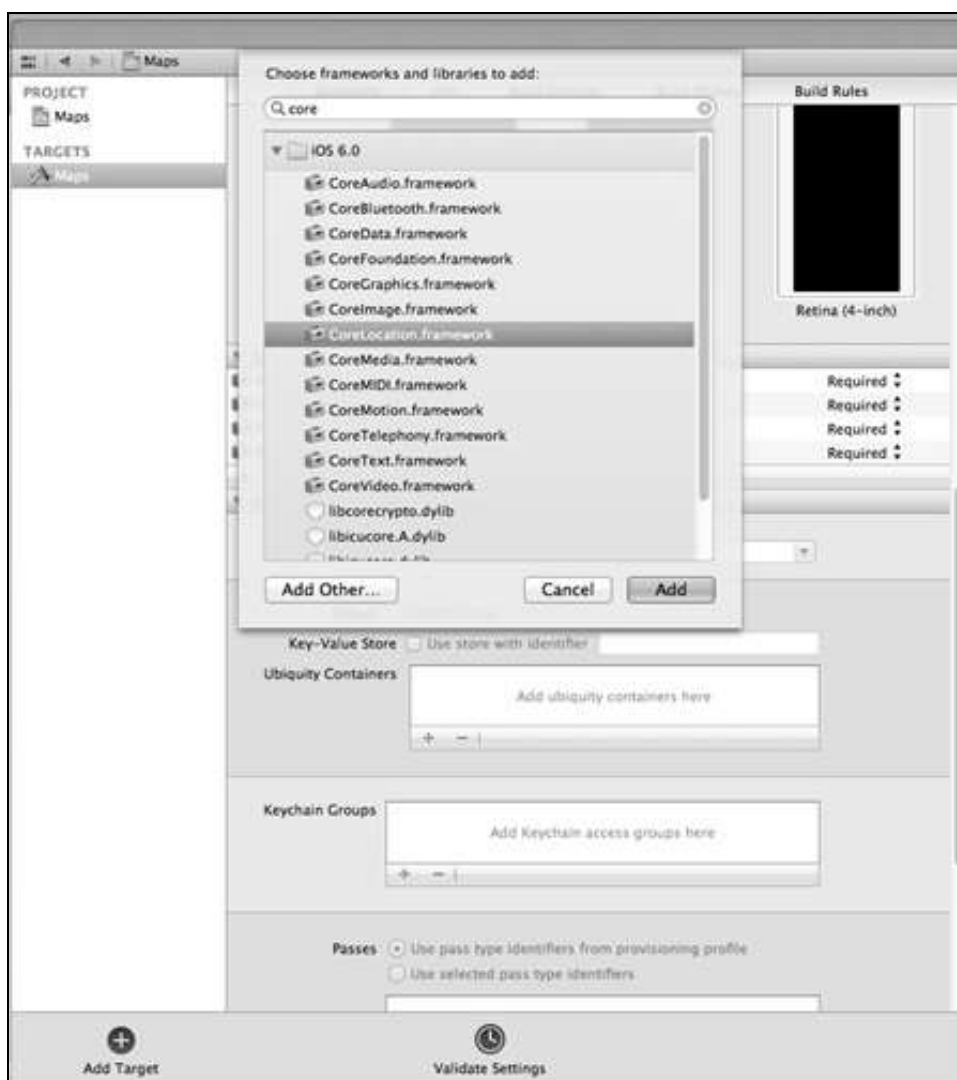 Maps
Choose frameworks and libraries to add:
PROJECT
Maps
TARGETS
Maps
core
Build Rules
iOS 6.0
CoreAudio.framework
CoreBluetooth.framework
CoreData.framework
CoreFoundation.framework
CoreGraphics.framework
CoreImage.framework
CoreLocation.framework
CoreMedia.framework
CoreMIDI.framework
CoreMotion.framework
CoreTelephony.framework
CoreText.framework
CoreVideo.framework
libcorecrypto.dylib
libicucore.A.dylib
Retina (4-inch)
Required
Required
Required
Required
Add Other...
Cancel
Add
Key-Value Store
Use store with identifier
Ubiquity Containers
Add ubiquity containers here
Keychain Groups
Add Keychain access groups here
Passes
Use pass type identifiers from provisioning profile
Use selected pass type identifiers
Add Target
Validate Settings